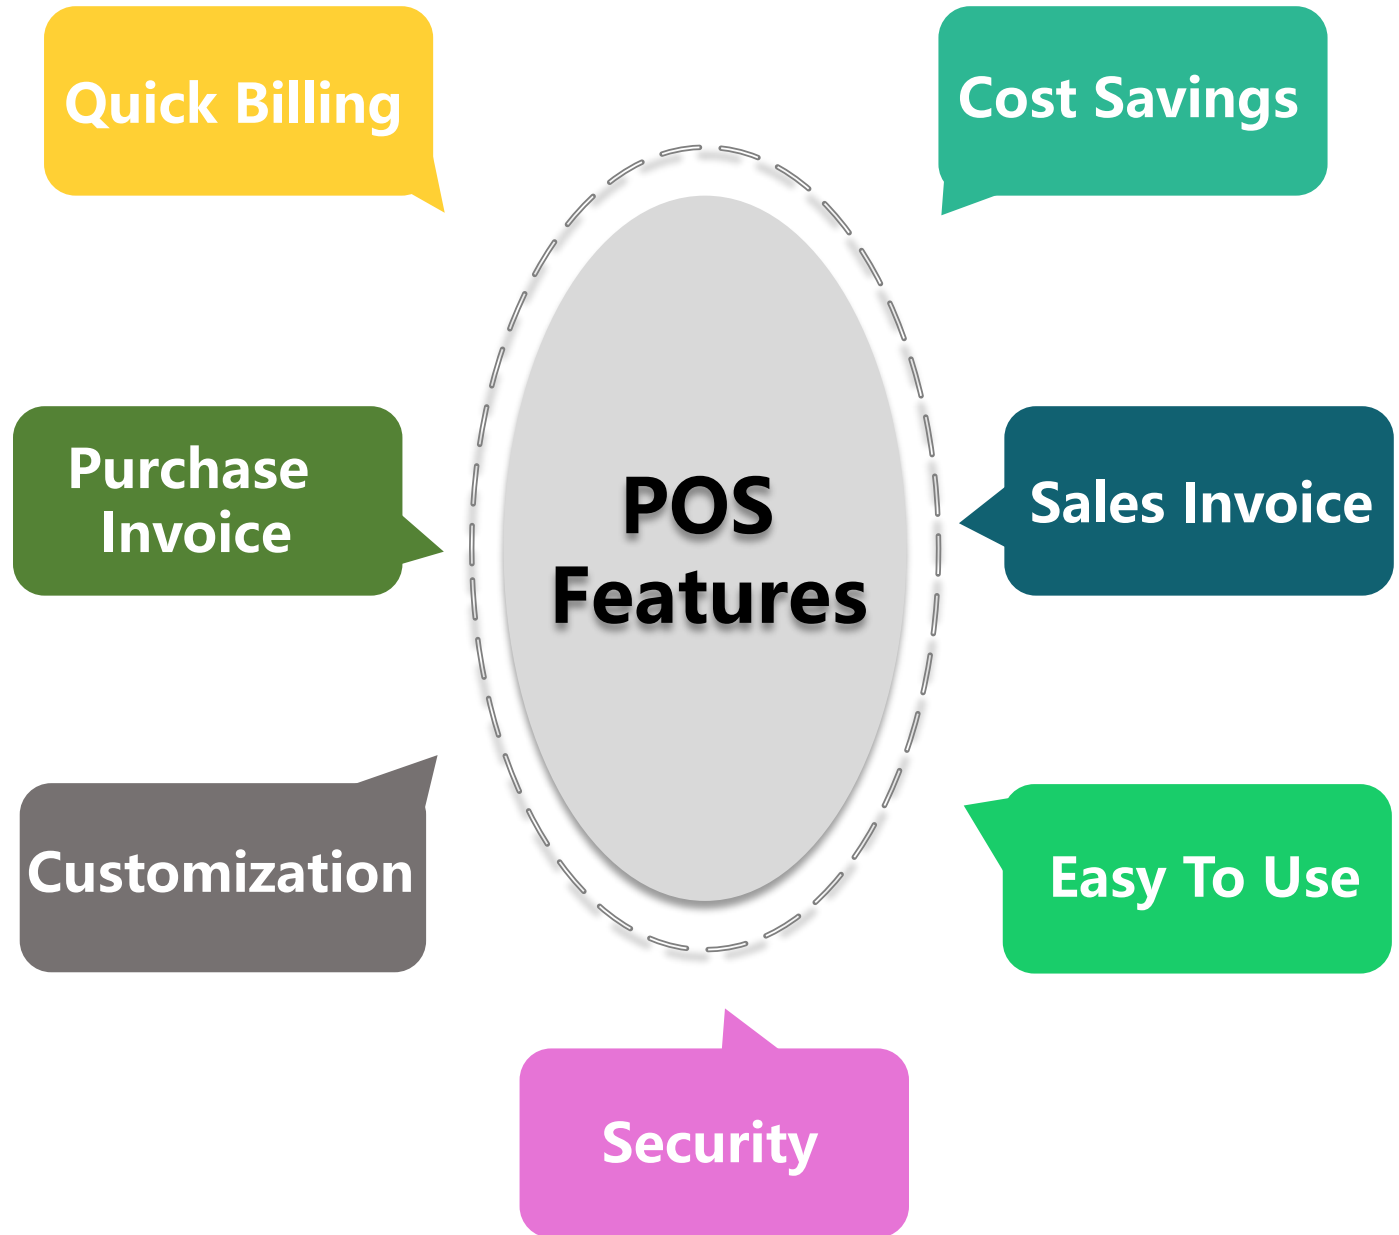 Quick Billing
Cost Savings
Purchase
Invoice
POS
Features
Sales Invoice
Customization
Easy To Use
Security